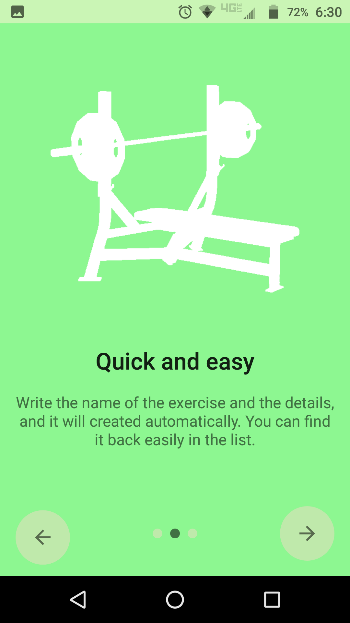 4G 72% 6:30
Quick and easy
Write the name of the exercise and the details,
and it will created automatically. You can find
it back easily in the list.